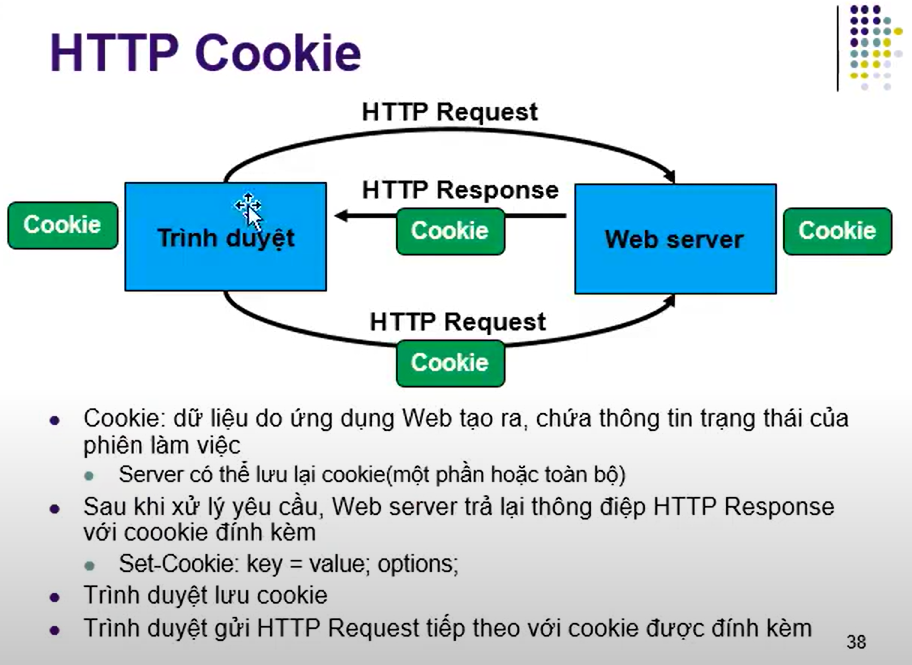 HTTP Cookie
HTTP Request
HTTP Response
Cookie
Trình duyệt
Cookie
Web server
Cookie
HTTP Request
Cookie
Cookie: dữ liệu do ứng dụng Web tạo ra, chứa thông tin trạng thái của
phiên làm việc
Server có thể lưu lại cookie(một phần hoặc toàn bộ)
Sau khi xử lý yêu cầu, Web server trả lại thông điệp HTTP Response
với coookie đính kèm
Set-Cookie: key = value; options;
Trình duyệt lưu cookie
Trình duyệt gửi HTTP Request tiếp theo với cookie được đính kèm
38